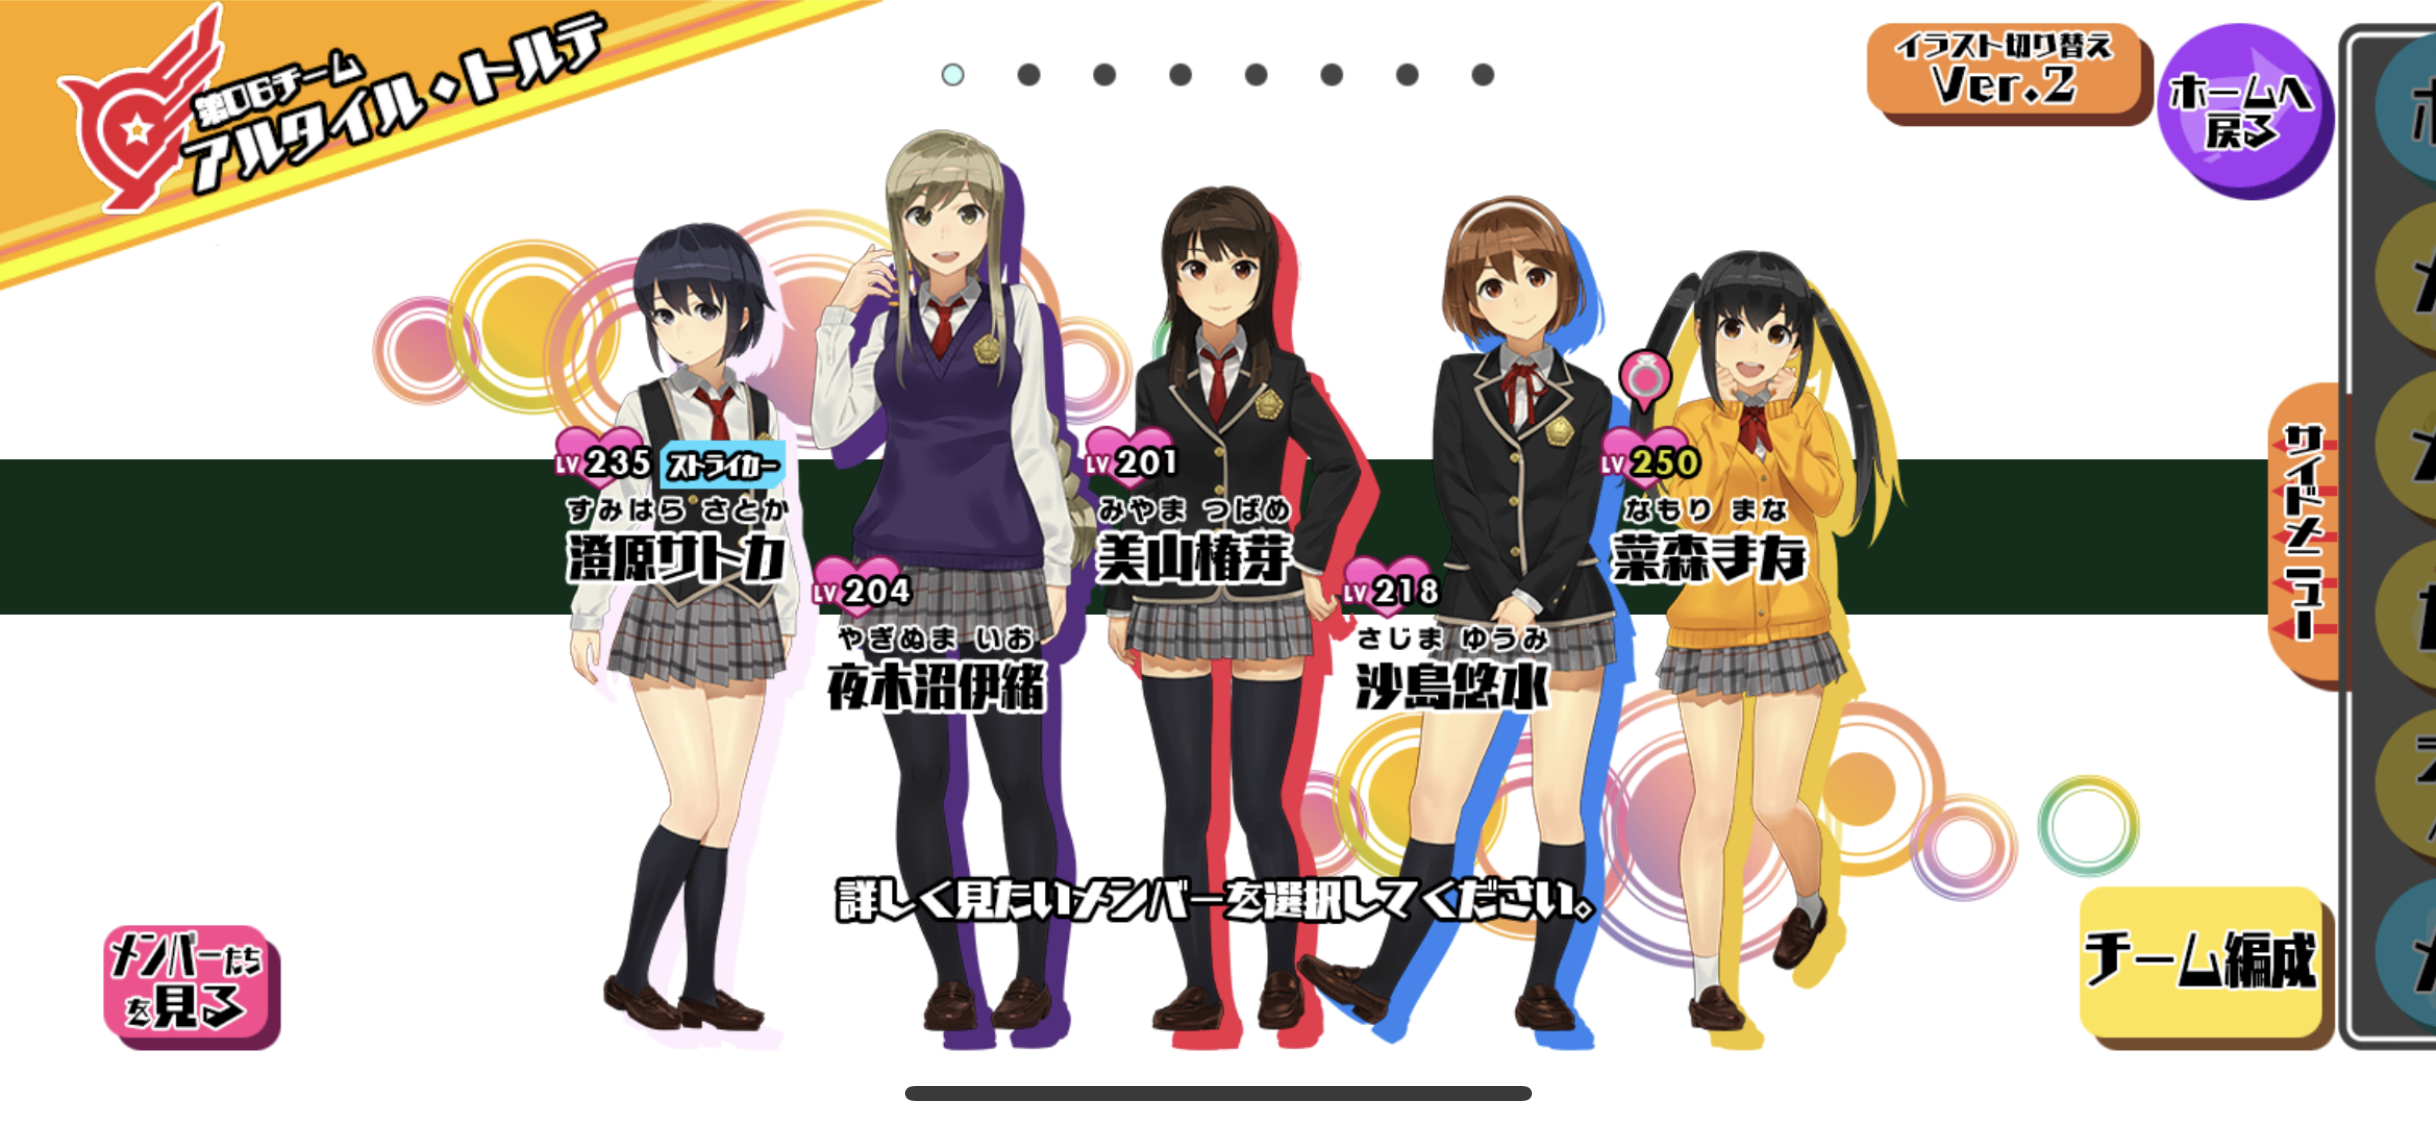 第06チーム
アルタイル・トルテ
イラスト切り替え
Ver.2
ホームへ
戻る
LV 235 ストライカー
すみはら さとか
澄原サトカ
LV 204
やぎぬま いお
夜木沼伊緒
LV 201
みやま つばめ
美山椿芽
LV 218
さじま ゆうみ
沙島悠水
LV 250
なもり まな
菜森まな
サイドメニュー
詳しく見たいメンバーを選択してください。
メンバーたち
を見る
チーム編成